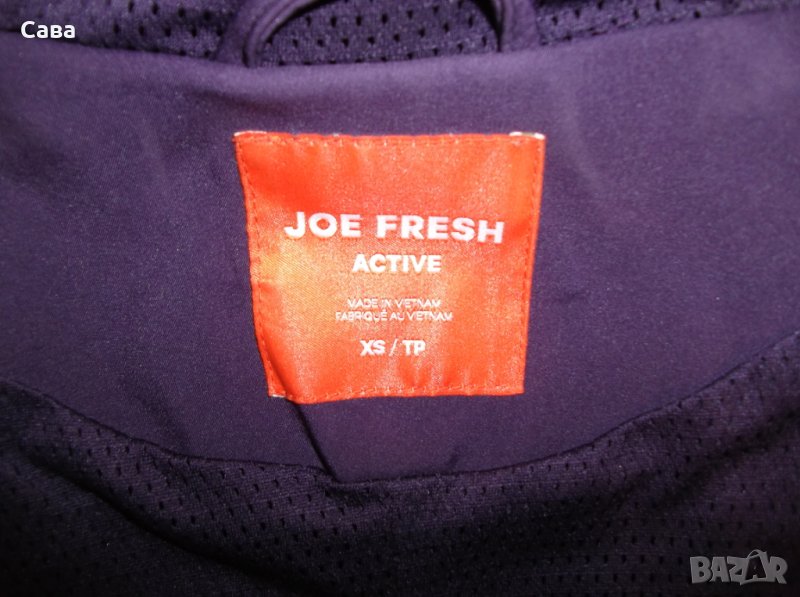 Сава
JOE FRESH
ACTIVE
MADE IN VIETNAM
FABRIQUÉ AU VIETNAM
XS / TP
BAZAR